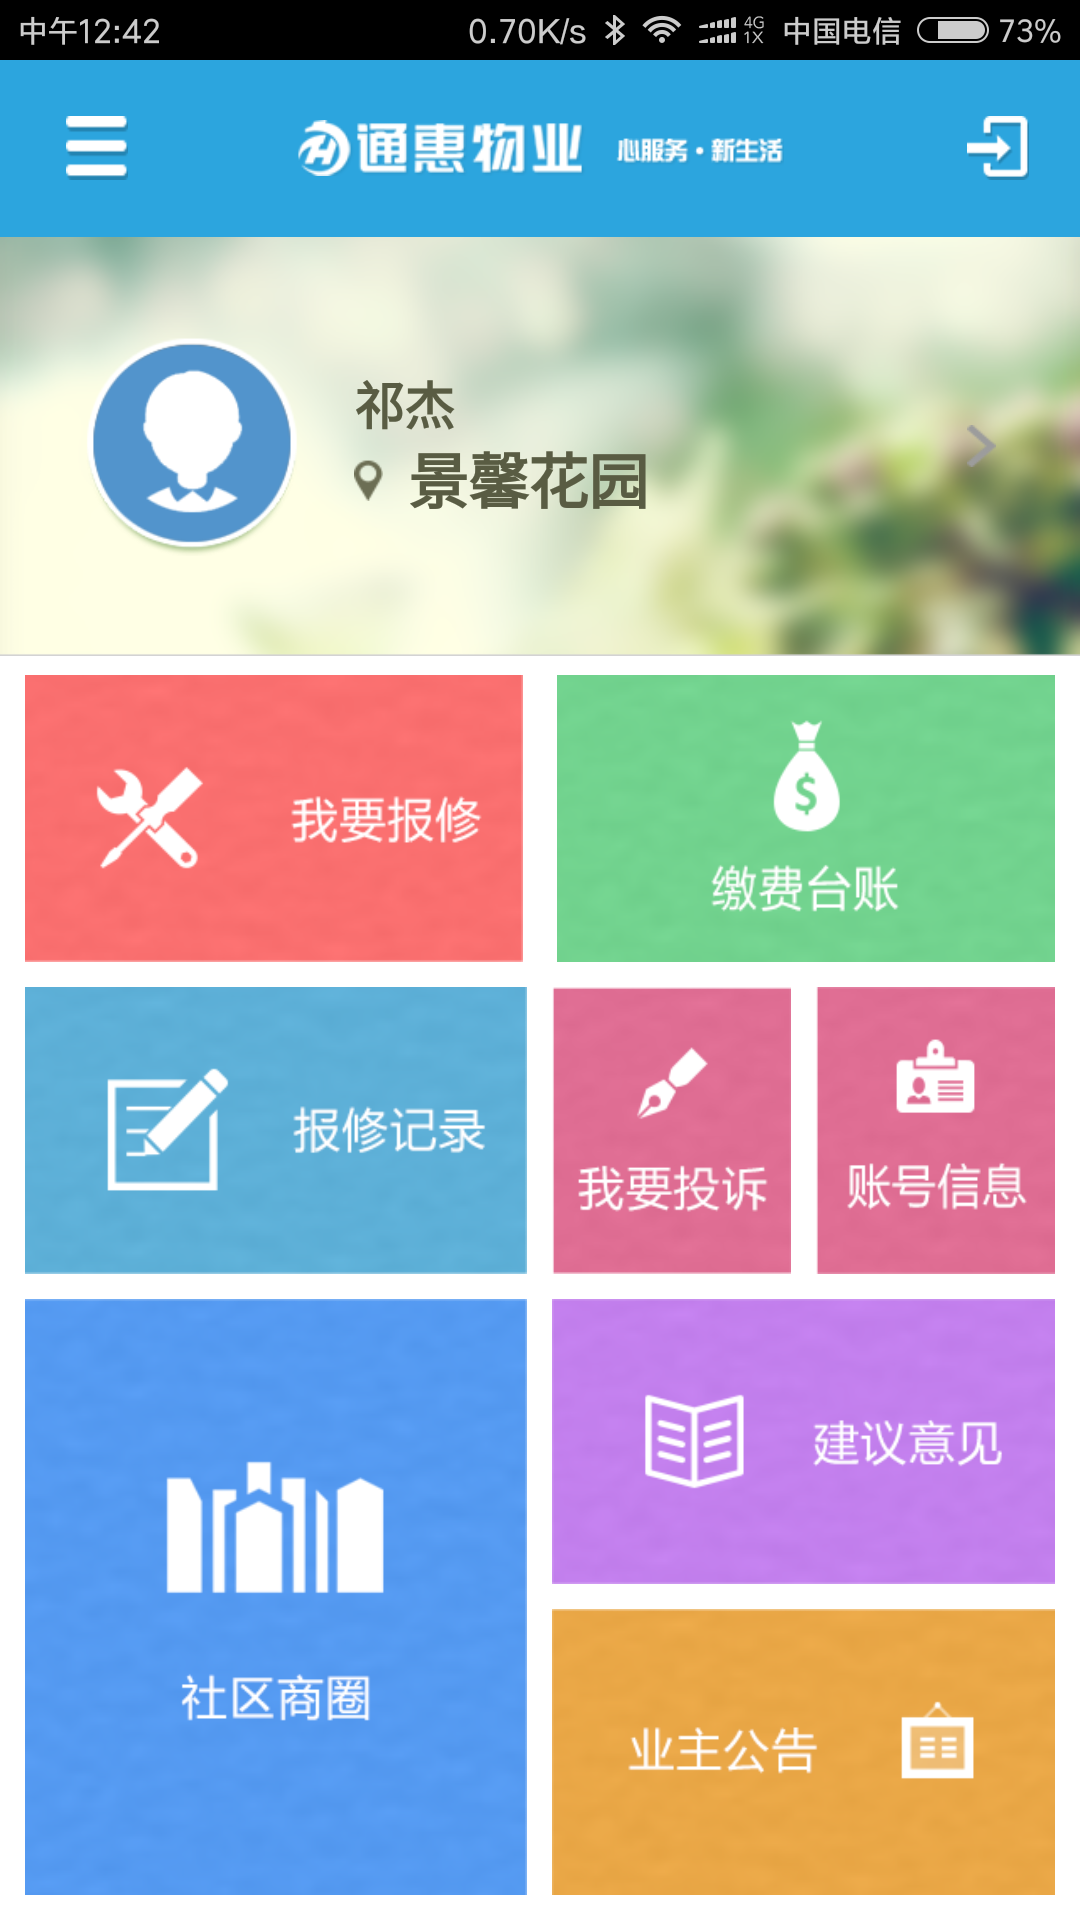 中午12:42 0.70K/s 4G 1X 中国电信 73%
通惠物业 心服务·新生活
祁杰
景馨花园
我要报修
缴费台账
报修记录
我要投诉
账号信息
建议意见
社区商圈
业主公告